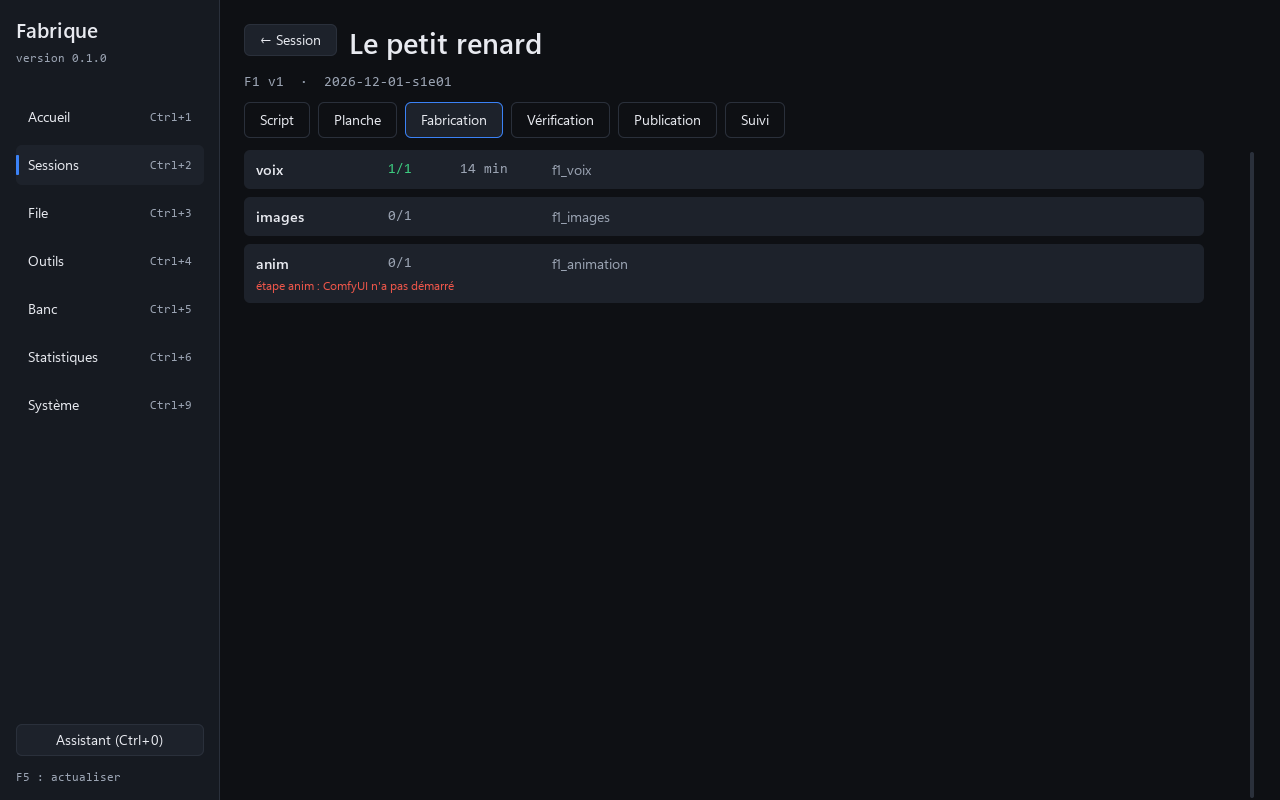 Fabrique
version 0.1.0
Accueil Ctrl+1
Sessions Ctrl+2
File Ctrl+3
Outils Ctrl+4
Banc Ctrl+5
Statistiques Ctrl+6
Système Ctrl+9
Assistant (Ctrl+0)
F5 : actualiser
← Session Le petit renard
F1 v1 · 2026-12-01-s1e01
Script Planche Fabrication Vérification Publication Suivi
voix 1/1 14 min f1_voix
images 0/1 f1_images
anim 0/1 f1_animation
étape anim : ComfyUI n'a pas démarré